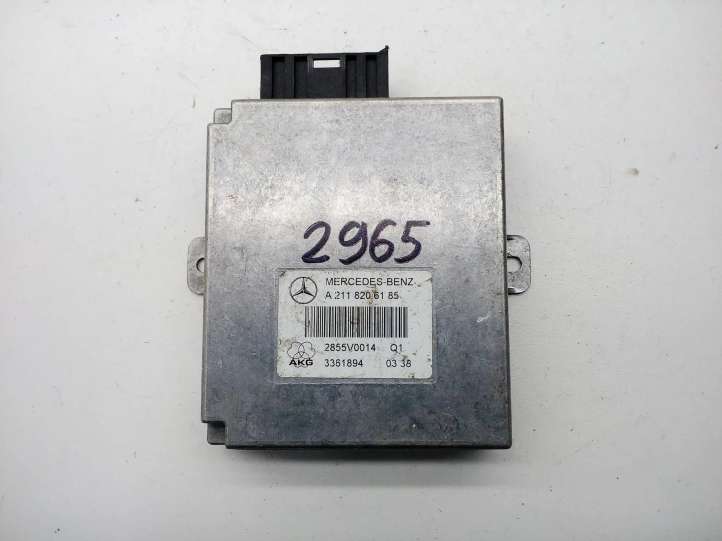 2965
MERCEDES-BENZ
A 211 820 61 85
2855V0014 Q1
AKG 3361894 03 38